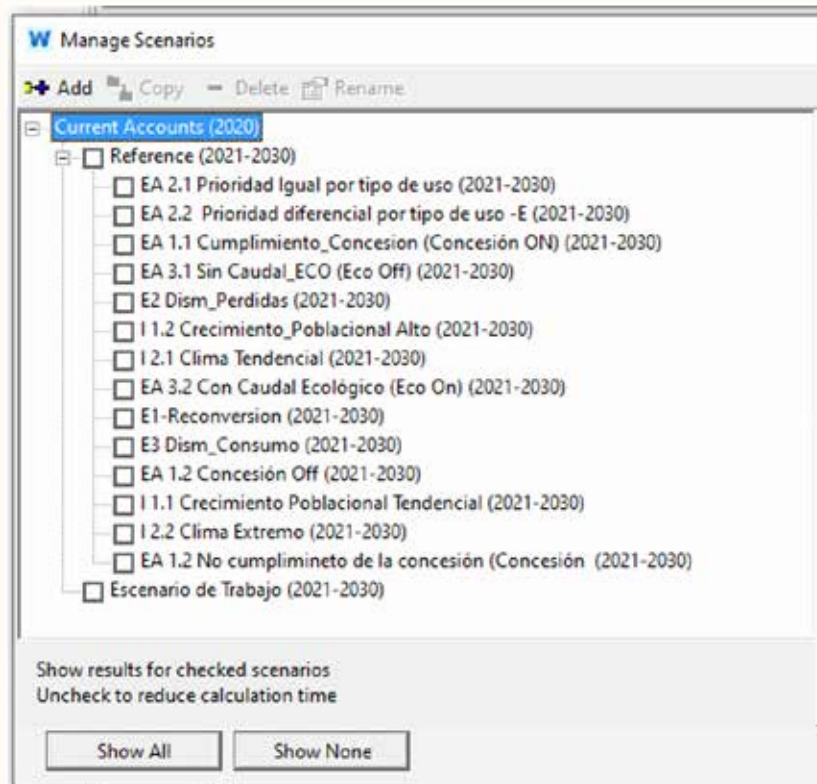 W Manage Scenarios
Add Copy Delete Rename
Current Accounts (2020)
Reference (2021-2030)
EA 2.1 Prioridad Igual por tipo de uso (2021-2030)
EA 2.2 Prioridad diferencial por tipo de uso -E (2021-2030)
EA 1.1 Cumplimiento_Concesion (Concesión ON) (2021-2030)
EA 3.1 Sin Caudal_ECO (Eco Off) (2021-2030)
E2 Dism_Perdidas (2021-2030)
I 1.2 Crecimiento_Poblacional Alto (2021-2030)
I 2.1 Clima Tendencial (2021-2030)
EA 3.2 Con Caudal Ecológico (Eco On) (2021-2030)
E1-Reconversion (2021-2030)
E3 Dism_Consumo (2021-2030)
EA 1.2 Concesión Off (2021-2030)
I 1.1 Crecimiento Poblacional Tendencial (2021-2030)
I 2.2 Clima Extremo (2021-2030)
EA 1.2 No cumplimineto de la concesión (Concesión (2021-2030)
Escenario de Trabajo (2021-2030)
Show results for checked scenarios
Uncheck to reduce calculation time
Show All Show None